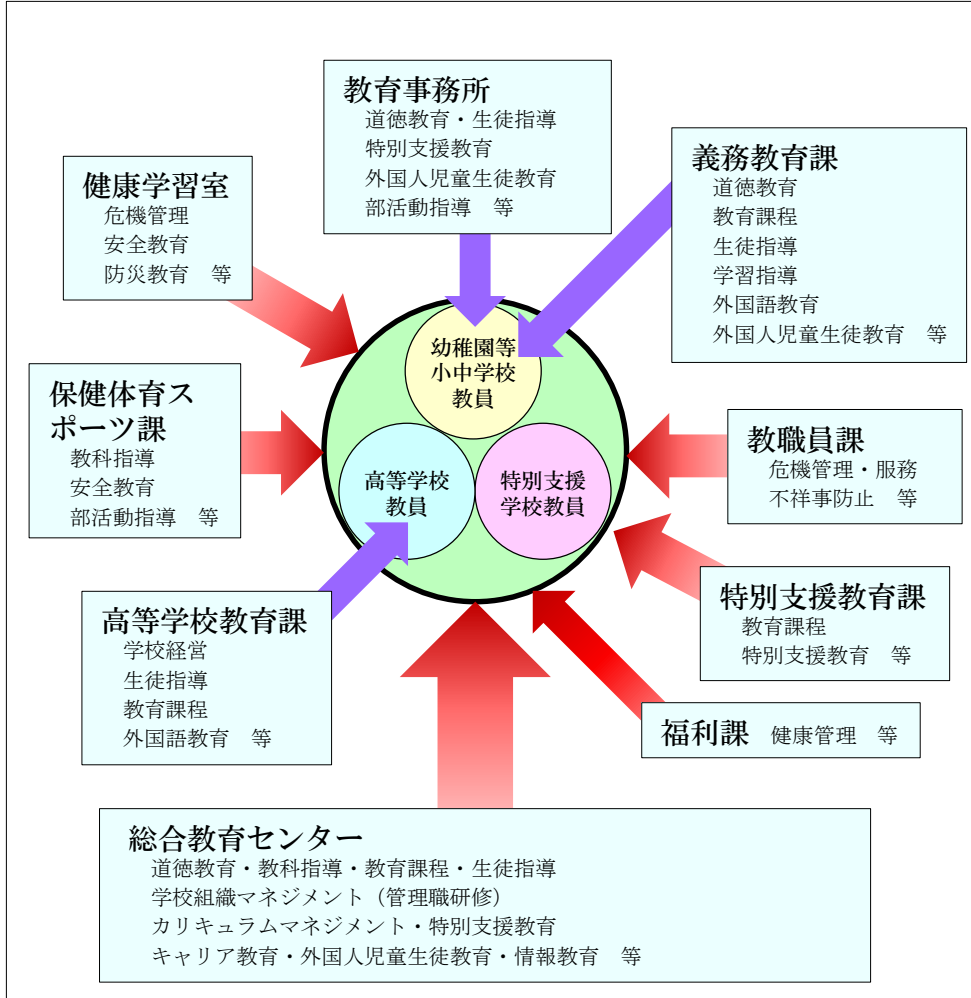 教育事務所
道徳教育・生徒指導
特別支援教育
外国人児童生徒教育
部活動指導　等
義務教育課
道徳教育
教育課程
生徒指導
学習指導
外国語教育
外国人児童生徒教育　等
健康学習室
危機管理
安全教育
防災教育　等
幼稚園等
小中学校
教員
保健体育ス
ポーツ課
教科指導
安全教育
部活動指導　等
高等学校
教員
特別支援
学校教員
教職員課
危機管理・服務
不祥事防止　等
特別支援教育課
教育課程
特別支援教育　等
高等学校教育課
学校経営
生徒指導
教育課程
外国語教育　等
福利課　健康管理　等
総合教育センター
道徳教育・教科指導・教育課程・生徒指導
学校組織マネジメント（管理職研修）
カリキュラムマネジメント・特別支援教育
キャリア教育・外国人児童生徒教育・情報教育　等